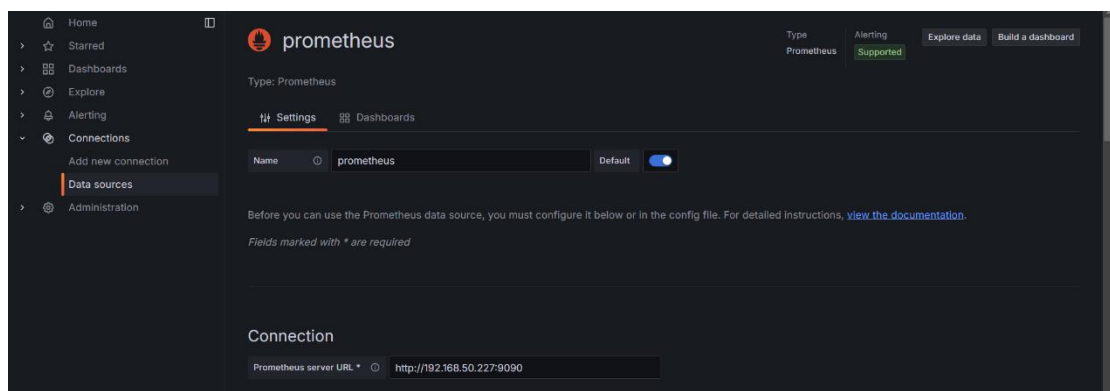 Home
Starred
Dashboards
Explore
Alerting
Connections
Add new connection
Data sources
Administration
prometheus
Type
Prometheus
Alerting
Supported
Explore data
Build a dashboard
Type: Prometheus
Settings
Dashboards
Name
prometheus
Default
Before you can use the Prometheus data source, you must configure it below or in the config file. For detailed instructions, view the documentation.
Fields marked with * are required
Connection
Prometheus server URL *
http://192.168.50.227:9090